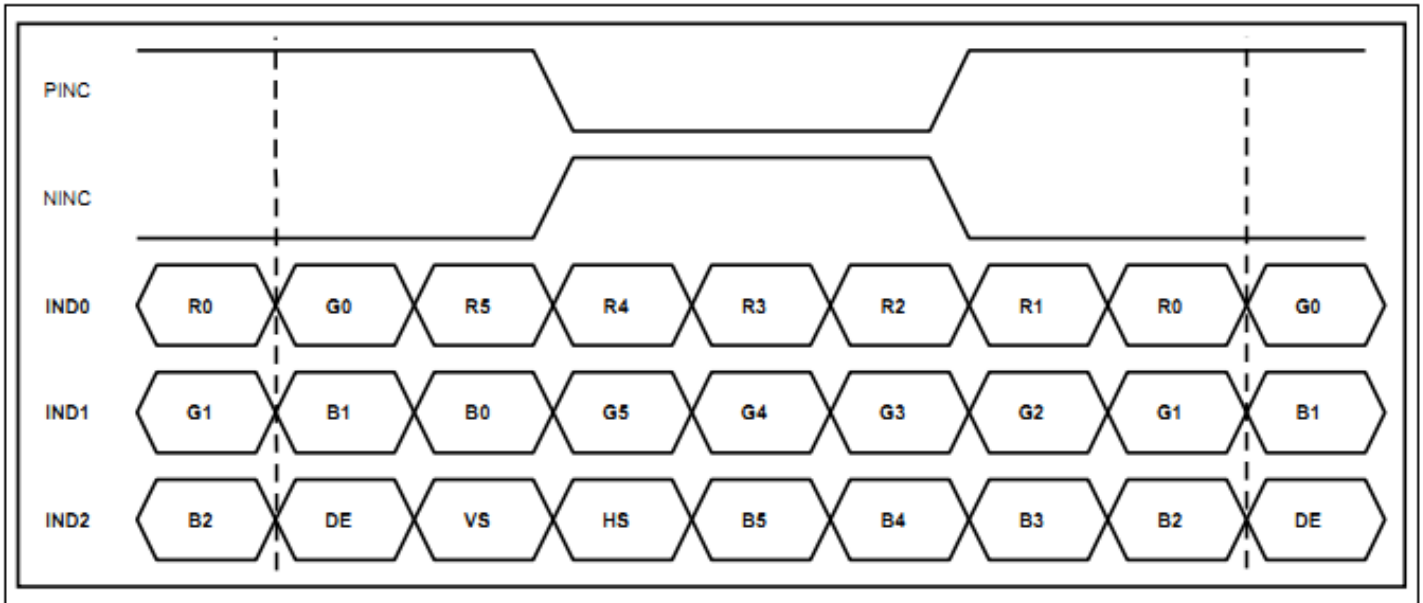 PINC
NINC
IND0 R0 G0 R5 R4 R3 R2 R1 R0 G0
IND1 G1 B1 B0 G5 G4 G3 G2 G1 B1
IND2 B2 DE VS HS B5 B4 B3 B2 DE